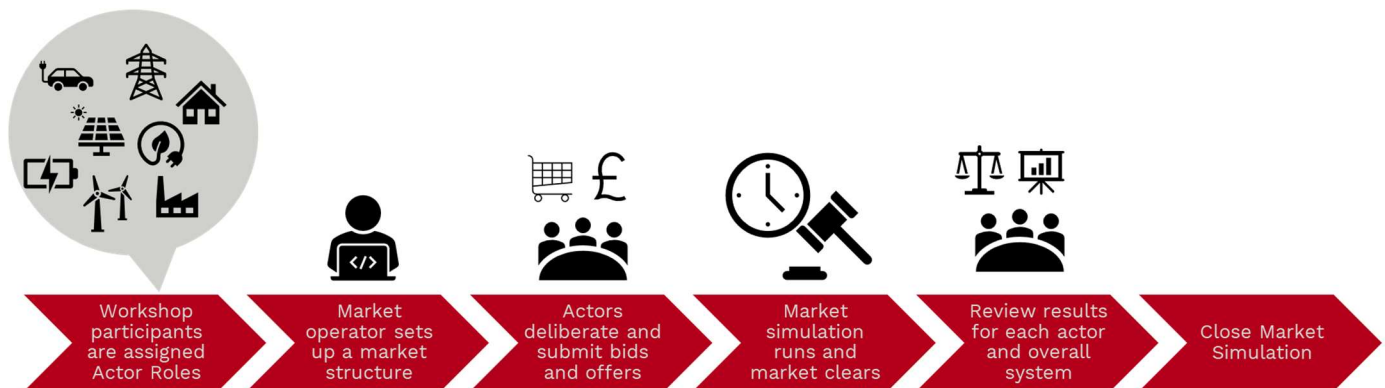 Workshop
participants
are assigned
Actor Roles
Market
operator sets
up a market
structure
Actors
deliberate and
submit bids
and offers
Market
simulation
runs and
market clears
Review results
for each actor
and overall
system
Close Market
Simulation
£
</>